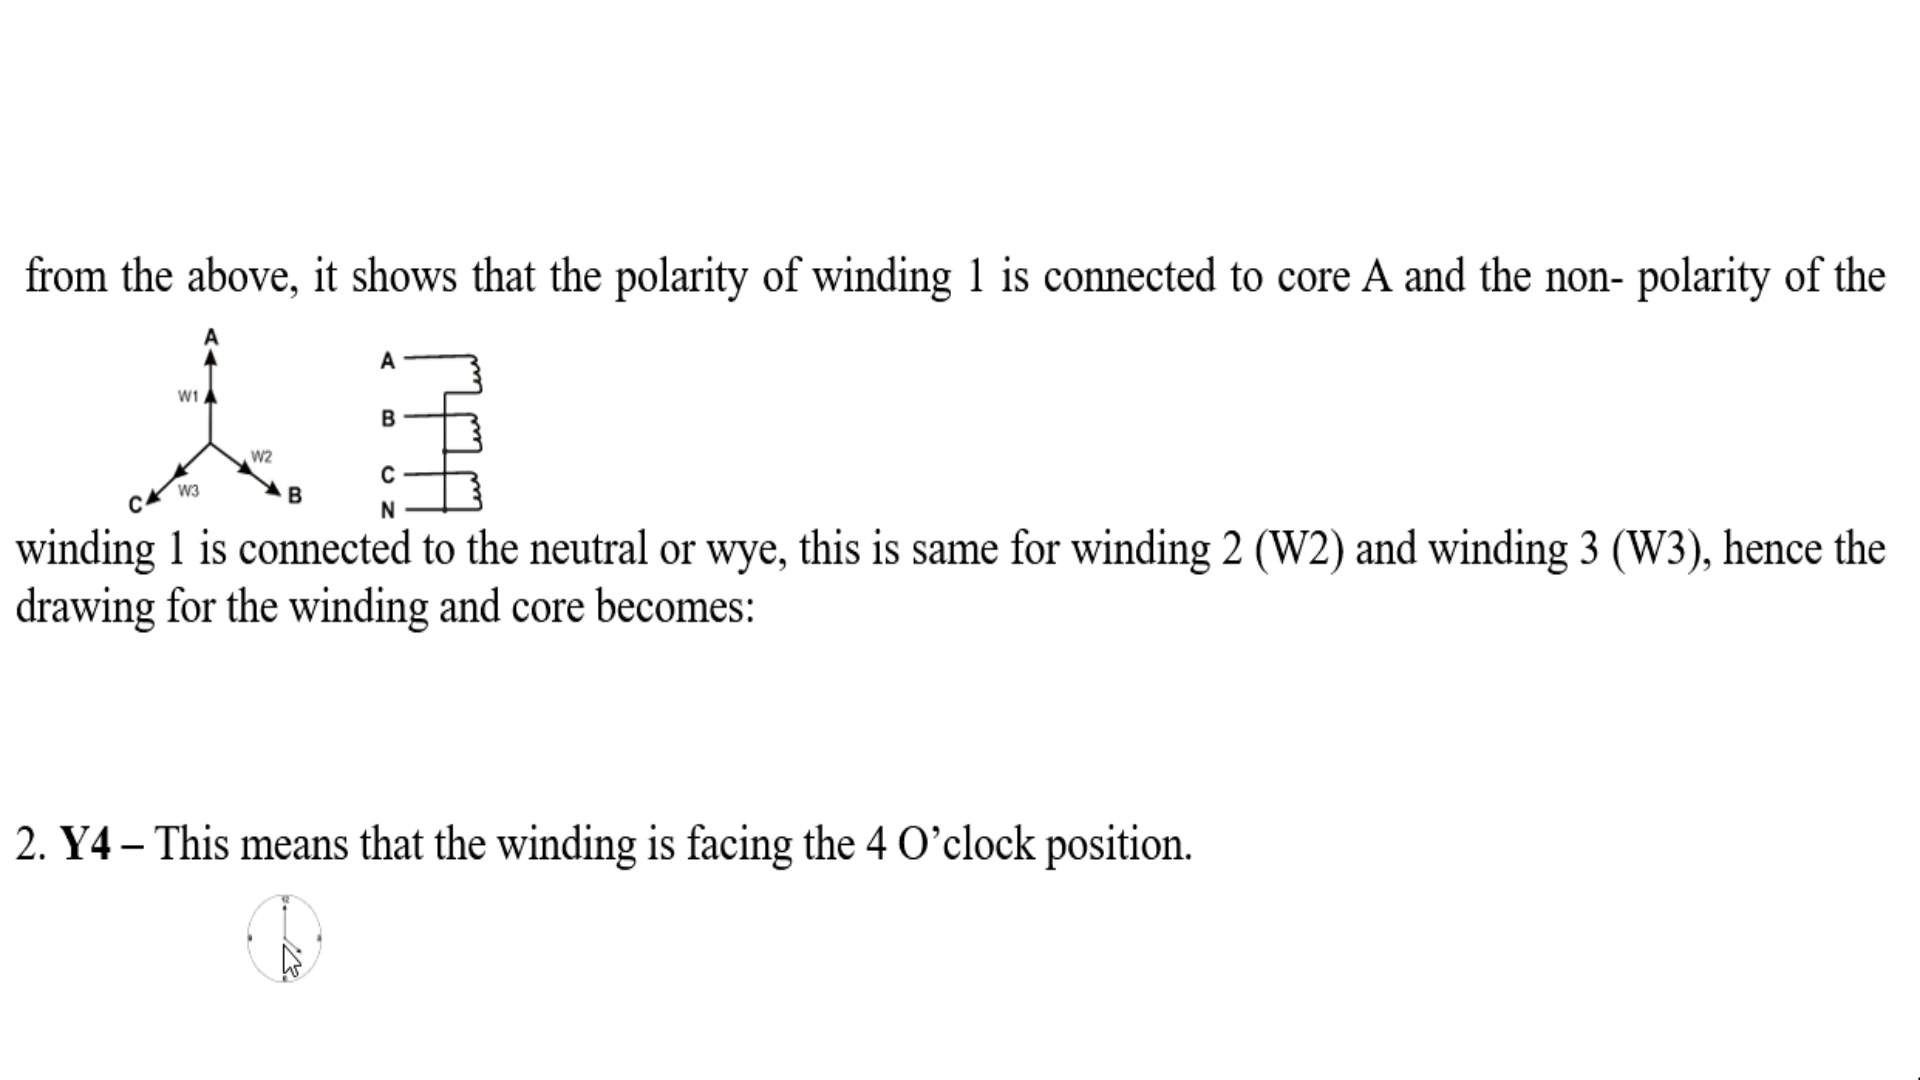 from the above, it shows that the polarity of winding 1 is connected to core A and the non- polarity of the
A
W1
W2
W3
C
B
A
B
C
N
winding 1 is connected to the neutral or wye, this is same for winding 2 (W2) and winding 3 (W3), hence the
drawing for the winding and core becomes:
2. Y4 – This means that the winding is facing the 4 O’clock position.
12